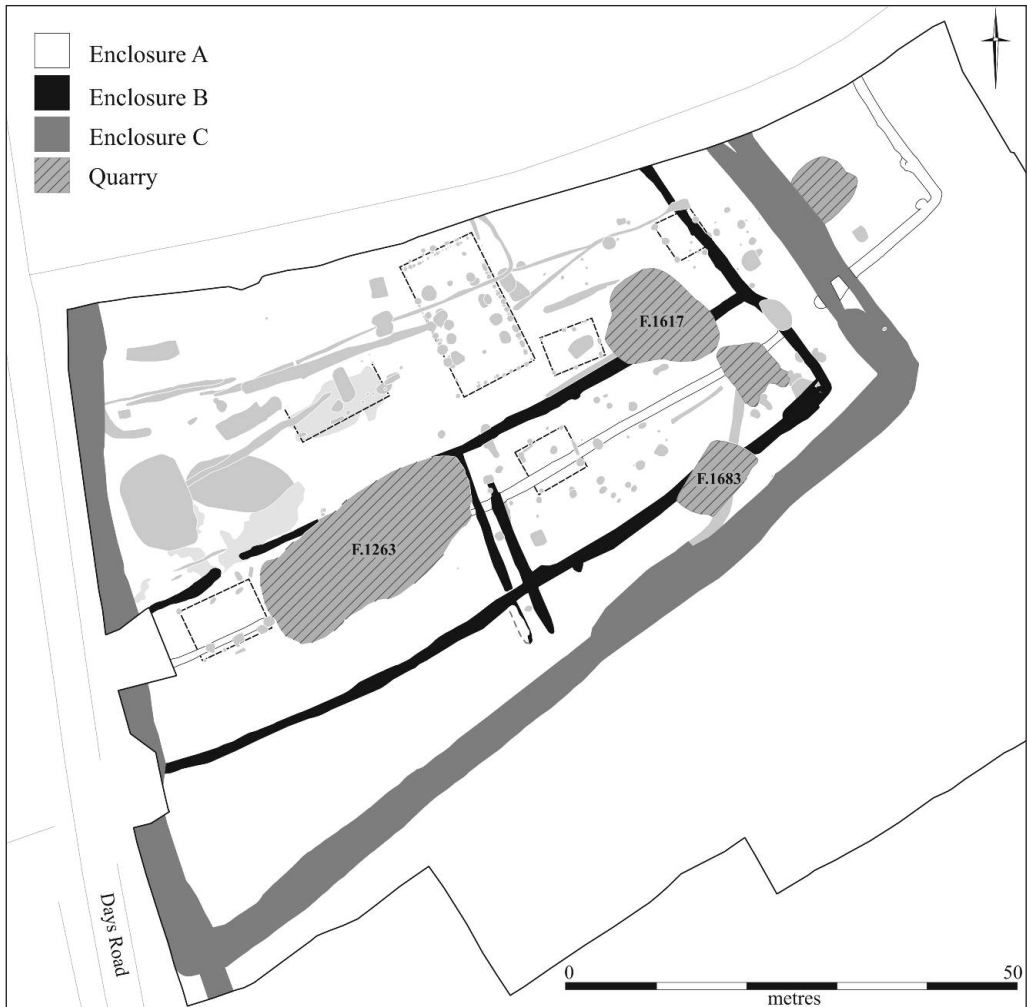 Enclosure A
Enclosure B
Enclosure C
Quarry
F.1617
F.1683
F.1263
Days Road
0 50
metres